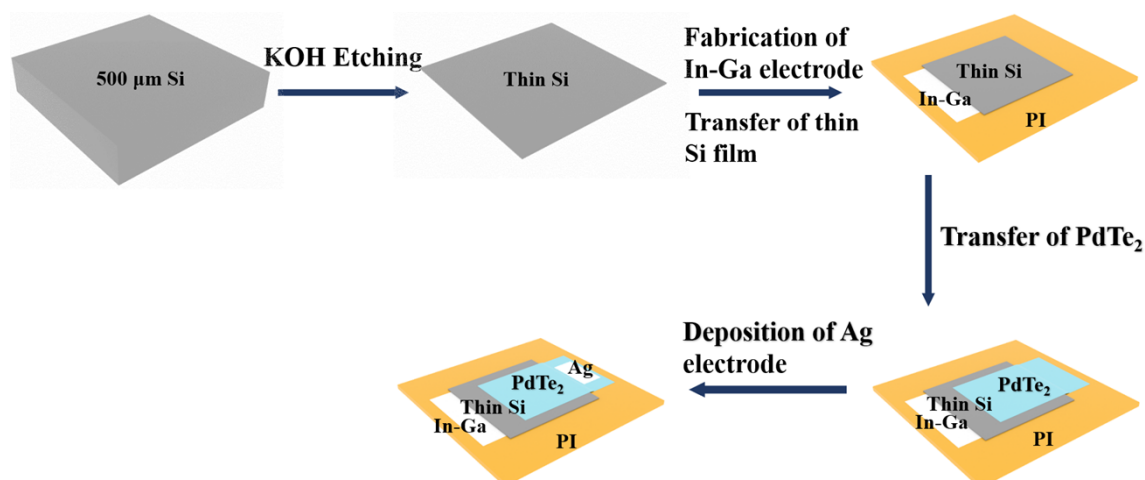 500 μm Si
KOH Etching
Thin Si
Fabrication of
In-Ga electrode
Transfer of thin
Si film
Thin Si
In-Ga
PI
Transfer of PdTe₂
PdTe₂
Thin Si
In-Ga
PI
Deposition of Ag
electrode
Ag
PdTe₂
Thin Si
In-Ga
PI